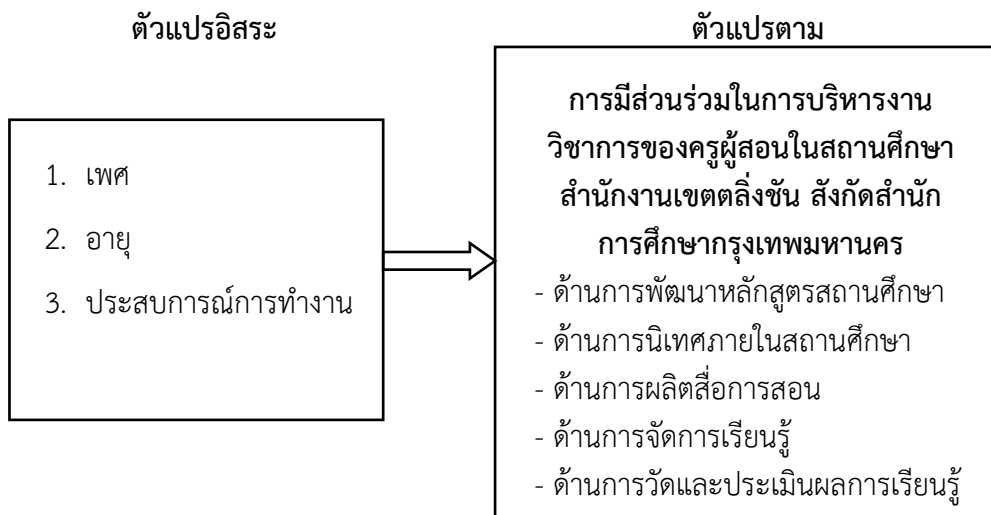 ตัวแปรอิสระ
1. เพศ
2. อายุ
3. ประสบการณ์การทำงาน
ตัวแปรตาม
การมีส่วนร่วมในการบริหารงาน
วิชาการของครูผู้สอนในสถานศึกษา
สำนักงานเขตตลิ่งชัน สังกัดสำนัก
การศึกษากรุงเทพมหานคร
- ด้านการพัฒนาหลักสูตรสถานศึกษา
- ด้านการนิเทศภายในสถานศึกษา
- ด้านการผลิตสื่อการสอน
- ด้านการจัดการเรียนรู้
- ด้านการวัดและประเมินผลการเรียนรู้